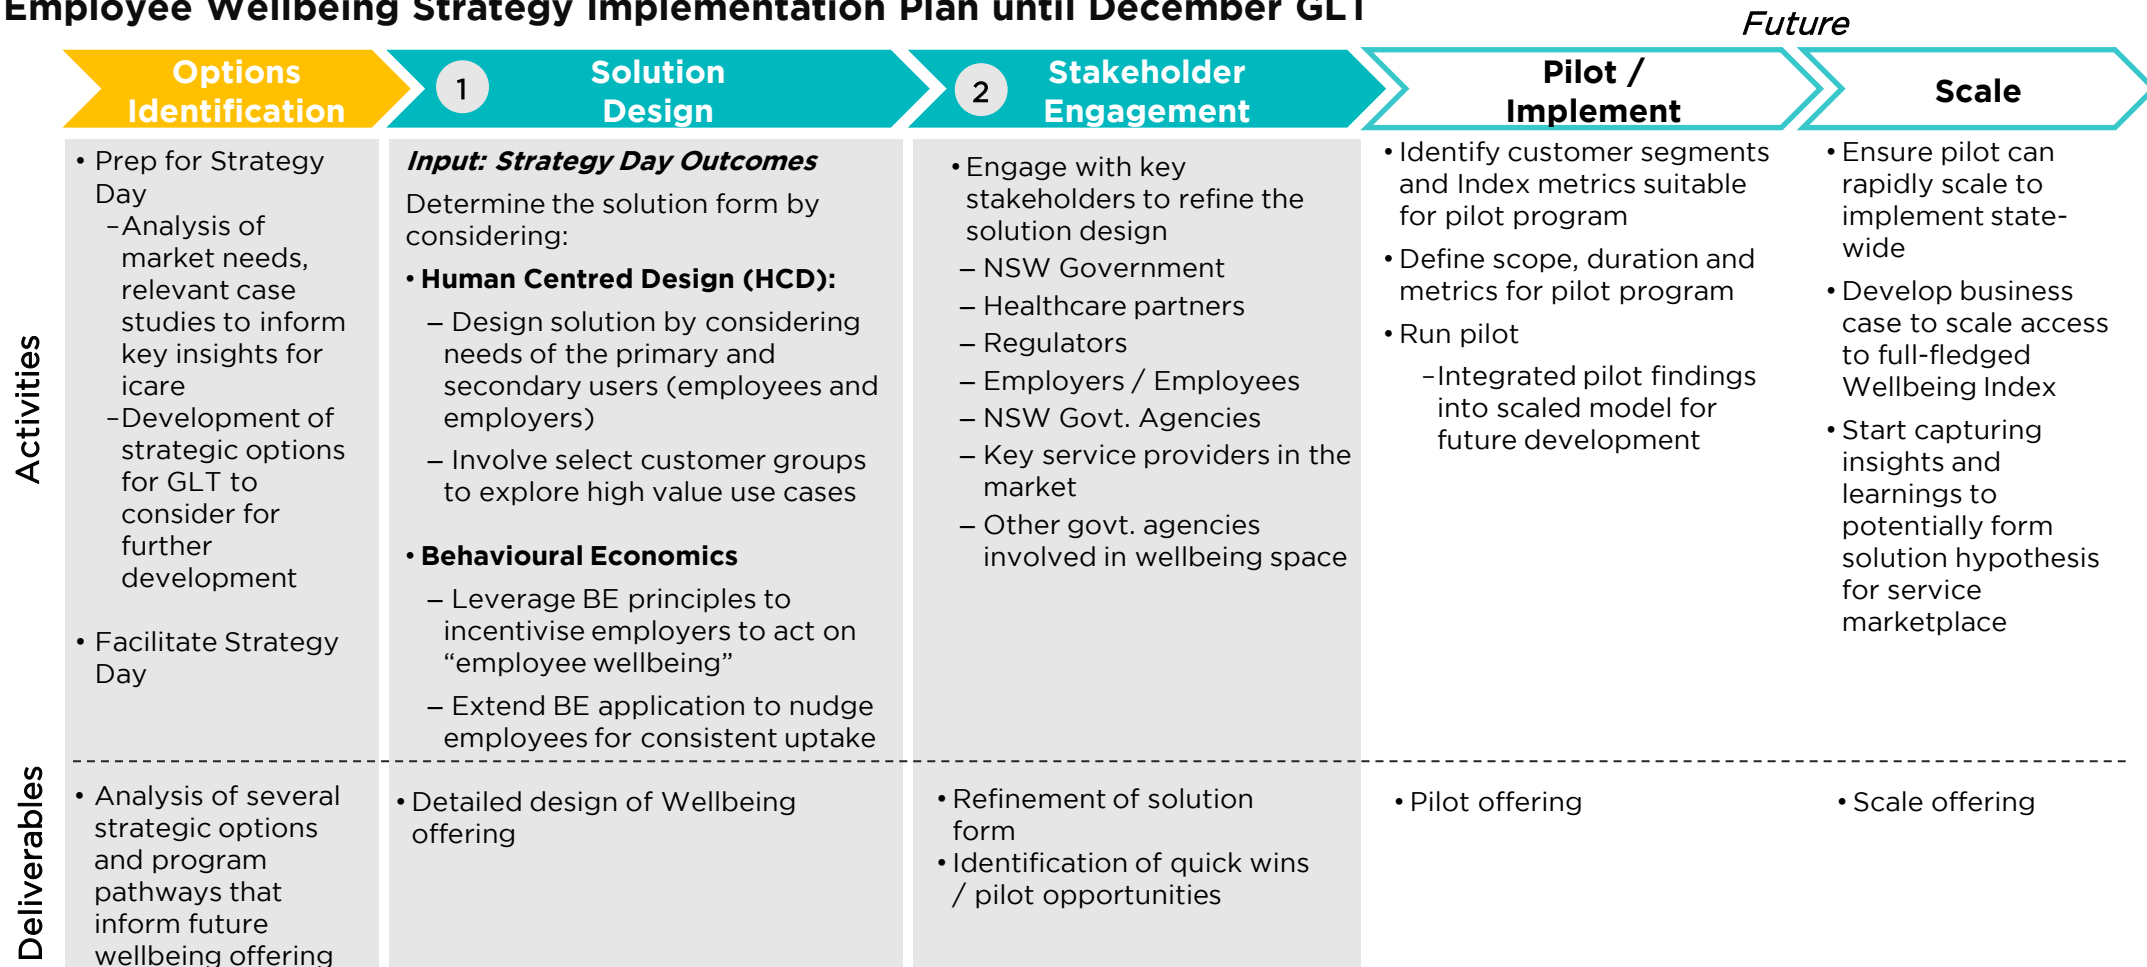 Employee Wellbeing Strategy Implementation Plan until December GLT
Future
Options
Identification
1
Solution
Design
2
Stakeholder
Engagement
Pilot /
Implement
Scale
Activities
• Prep for Strategy
Day
–Analysis of
market needs,
relevant case
studies to inform
key insights for
icare
–Development of
strategic options
for GLT to
consider for
further
development
• Facilitate Strategy
Day
Input: Strategy Day Outcomes
Determine the solution form by
considering:
• Human Centred Design (HCD):
– Design solution by considering
needs of the primary and
secondary users (employees and
employers)
– Involve select customer groups
to explore high value use cases
• Behavioural Economics
– Leverage BE principles to
incentivise employers to act on
“employee wellbeing”
– Extend BE application to nudge
employees for consistent uptake
• Engage with key
stakeholders to refine the
solution design
– NSW Government
– Healthcare partners
– Regulators
– Employers / Employees
– NSW Govt. Agencies
– Key service providers in the
market
– Other govt. agencies
involved in wellbeing space
• Identify customer segments
and Index metrics suitable
for pilot program
• Define scope, duration and
metrics for pilot program
• Run pilot
–Integrated pilot findings
into scaled model for
future development
• Ensure pilot can
rapidly scale to
implement state-
wide
• Develop business
case to scale access
to full-fledged
Wellbeing Index
• Start capturing
insights and
learnings to
potentially form
solution hypothesis
for service
marketplace
Deliverables
• Analysis of several
strategic options
and program
pathways that
inform future
wellbeing offering
• Detailed design of Wellbeing
offering
• Refinement of solution
form
• Identification of quick wins
/ pilot opportunities
• Pilot offering
• Scale offering